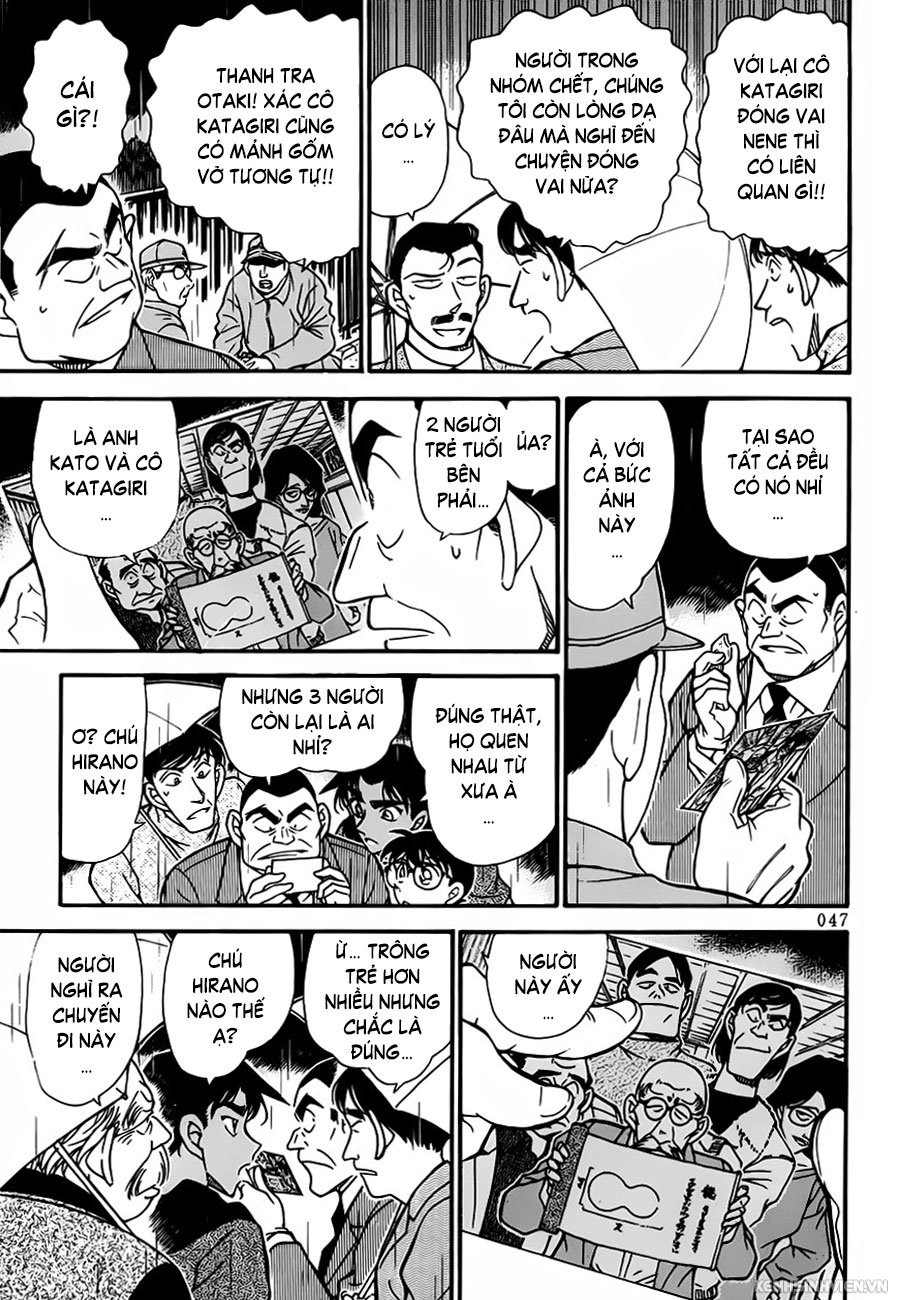 VỚI LẠI CÔ
KATAGIRI
ĐÓNG VAI
NENE THÌ
CÓ LIÊN
QUAN GÌ!!
NGƯỜI TRONG
NHÓM CHẾT, CHÚNG
TÔI CÒN LÒNG DẠ
ĐÂU MÀ NGHĨ ĐẾN
CHUYỆN ĐÓNG
VAI NỮA?
CÓ LÝ
...
THANH TRA
OTAKI! XÁC CÔ
KATAGIRI CŨNG
CÓ MẢNH GỐM
VỠ TƯƠNG TỰ!!
CÁI
GÌ?!
TẠI SAO
TẤT CẢ ĐỀU
CÓ NÓ NHỈ
...
À, VỚI
CẢ BỨC
ẢNH
NÀY
...
ỦA?
2 NGƯỜI
TRẺ TUỔI
BÊN
PHẢI...
LÀ ANH
KATO VÀ CÔ
KATAGIRI
...
ĐÚNG THẬT,
HỌ QUEN
NHAU TỪ
XƯA À
...
NHƯNG 3 NGƯỜI
CÒN LẠI LÀ AI
NHỈ?
Ơ? CHÚ
HIRANO
NÀY!
047
NGƯỜI
NÀY ẤY
...
Ừ... TRÔNG
TRẺ HƠN
NHIỀU NHƯNG
CHẮC LÀ
ĐÚNG...
CHÚ
HIRANO
NÀO THẾ
Ạ?
NGƯỜI
NGHĨ RA
CHUYẾN
ĐI NÀY
...
KENHSINHVIEN.VN